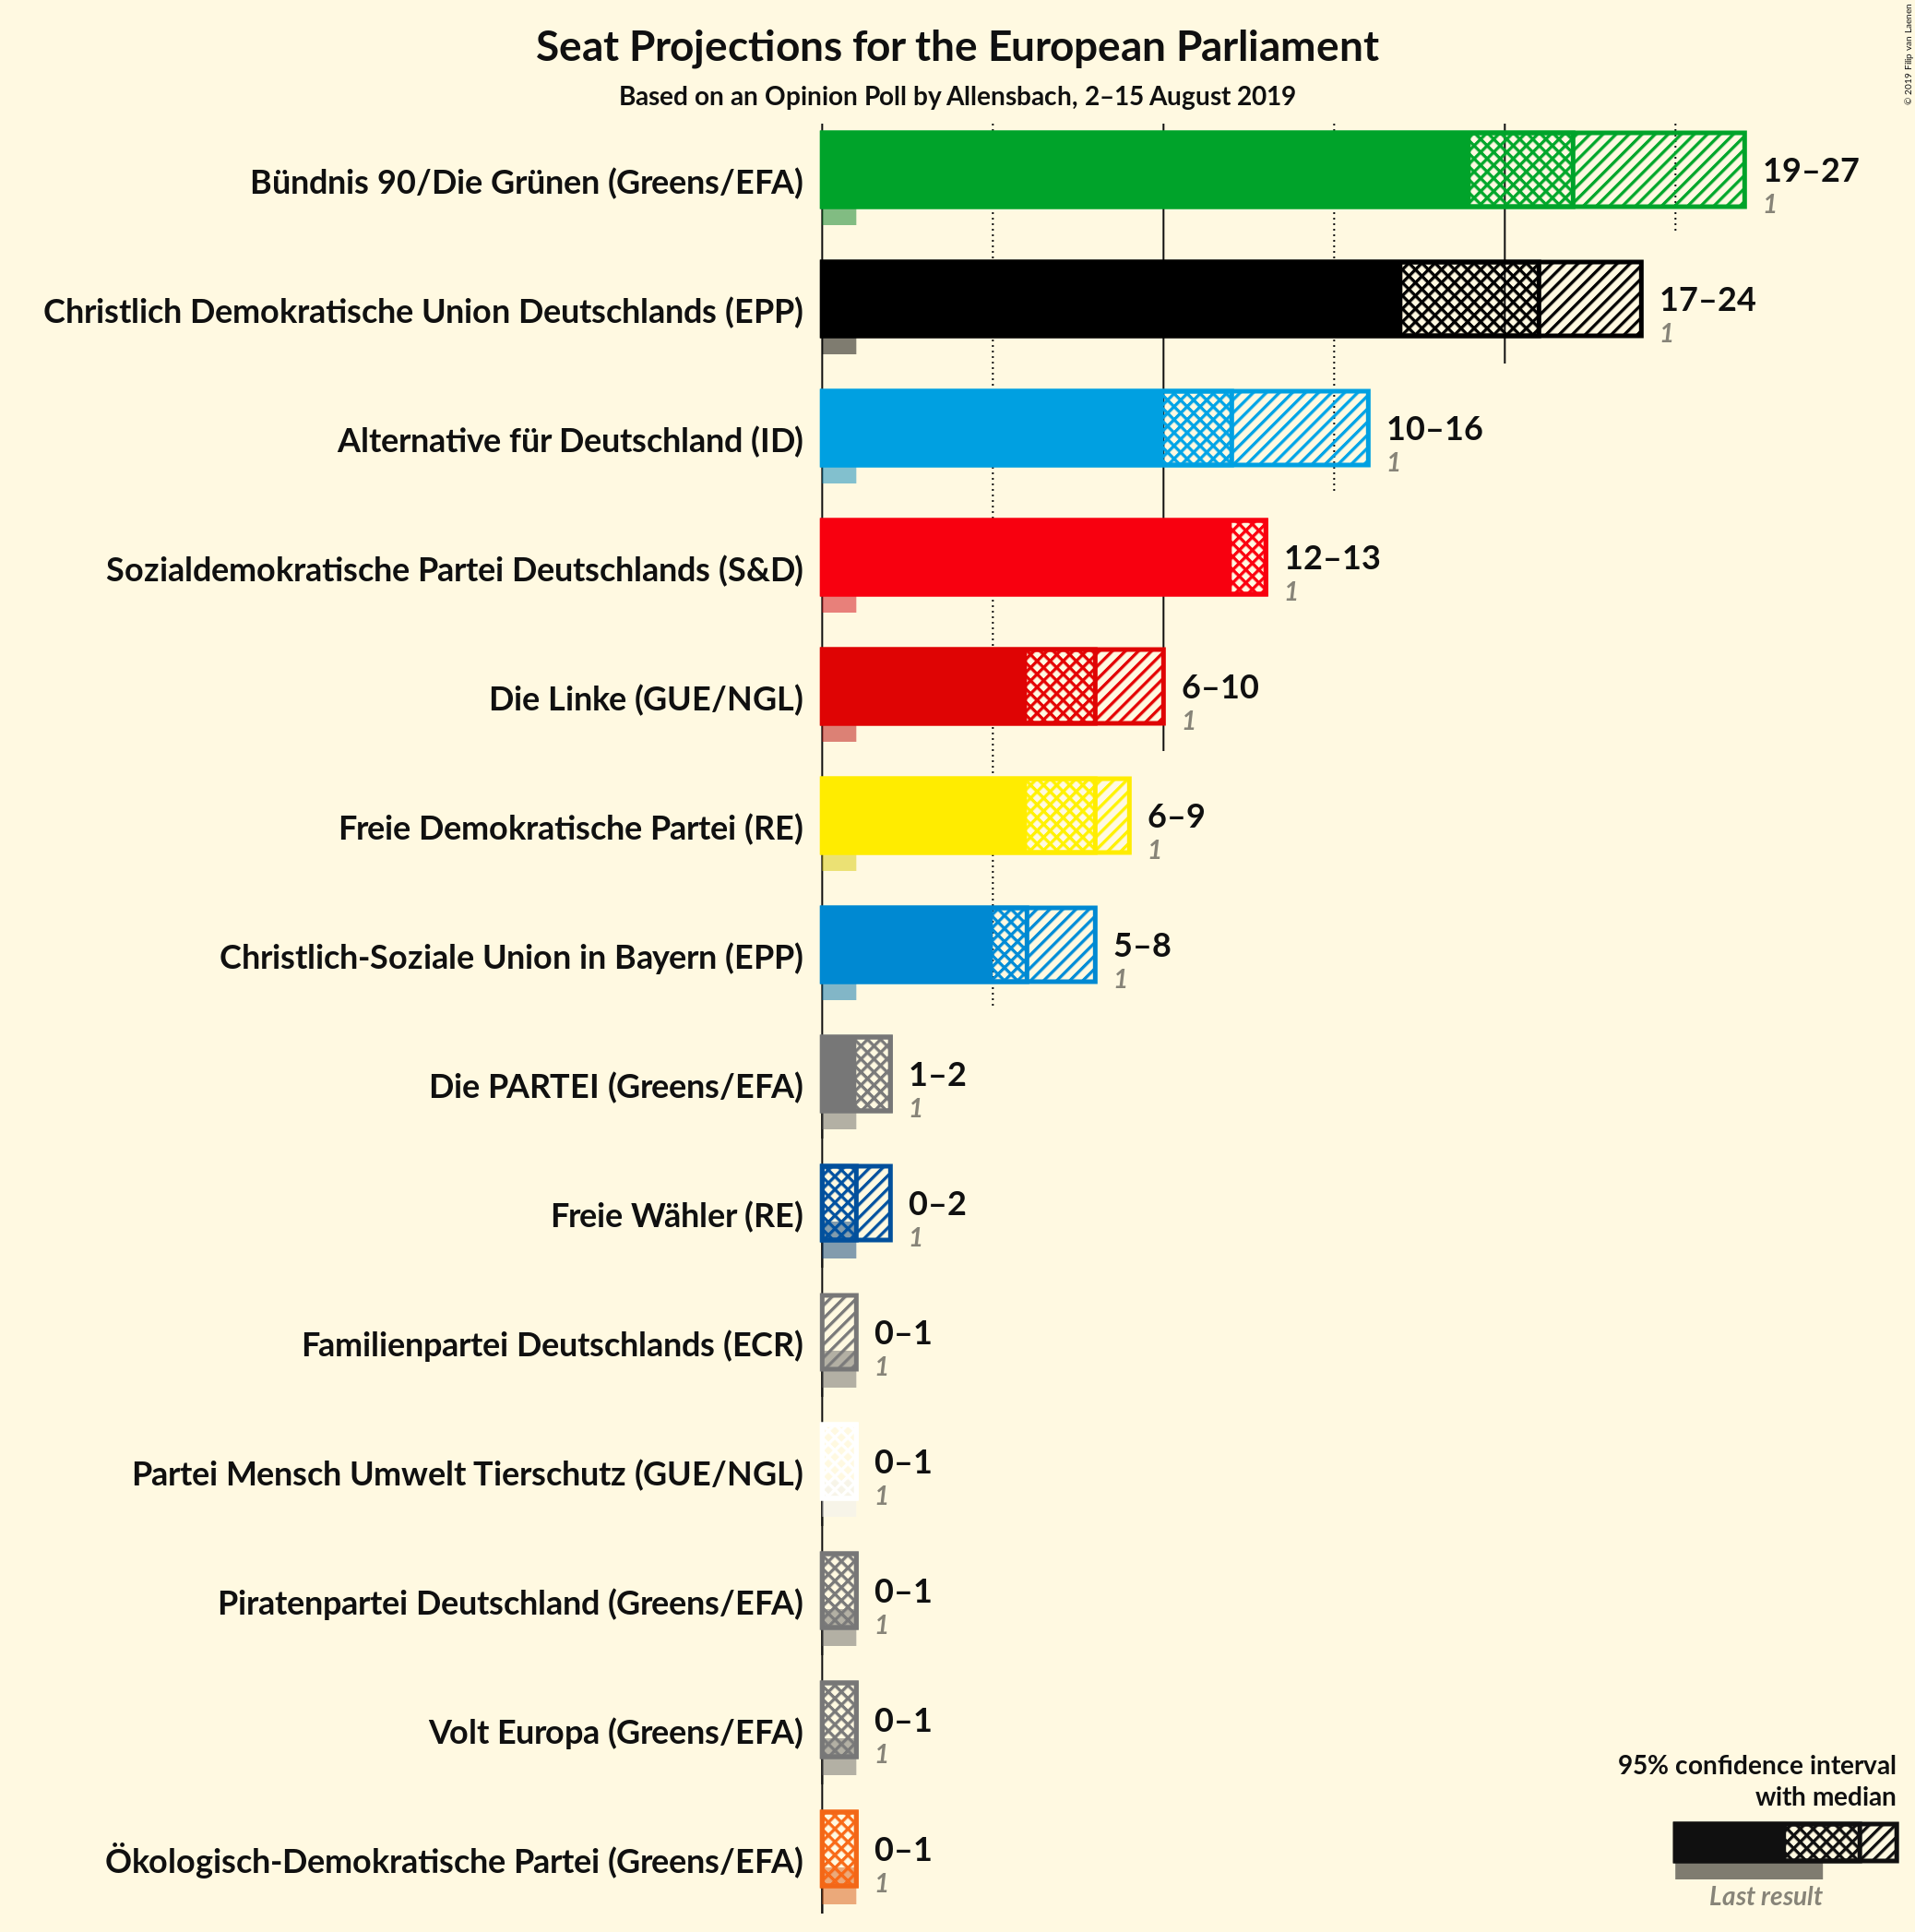 Seat Projections for the European Parliament
Based on an Opinion Poll by Allensbach, 2–15 August 2019
© 2019 Filip van Laenen
Bündnis 90/Die Grünen (Greens/EFA)
19–27
1
Christlich Demokratische Union Deutschlands (EPP)
17–24
1
Alternative für Deutschland (ID)
10–16
1
Sozialdemokratische Partei Deutschlands (S&D)
12–13
1
Die Linke (GUE/NGL)
6–10
1
Freie Demokratische Partei (RE)
6–9
1
Christlich-Soziale Union in Bayern (EPP)
5–8
1
Die PARTEI (Greens/EFA)
1–2
1
Freie Wähler (RE)
0–2
1
Familienpartei Deutschlands (ECR)
0–1
1
Partei Mensch Umwelt Tierschutz (GUE/NGL)
0–1
1
Piratenpartei Deutschland (Greens/EFA)
0–1
1
Volt Europa (Greens/EFA)
0–1
1
Ökologisch-Demokratische Partei (Greens/EFA)
0–1
1
95% confidence interval
with median
Last result